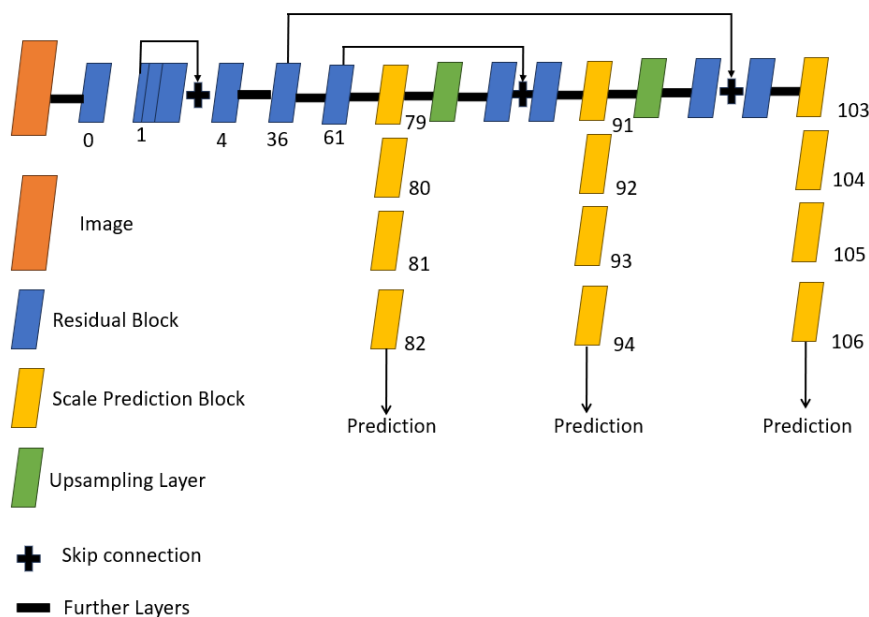 0
1
4
36
61
79
91
103
80
92
104
81
93
105
82
94
106
Prediction
Prediction
Prediction
Image
Residual Block
Scale Prediction Block
Upsampling Layer
Skip connection
Further Layers